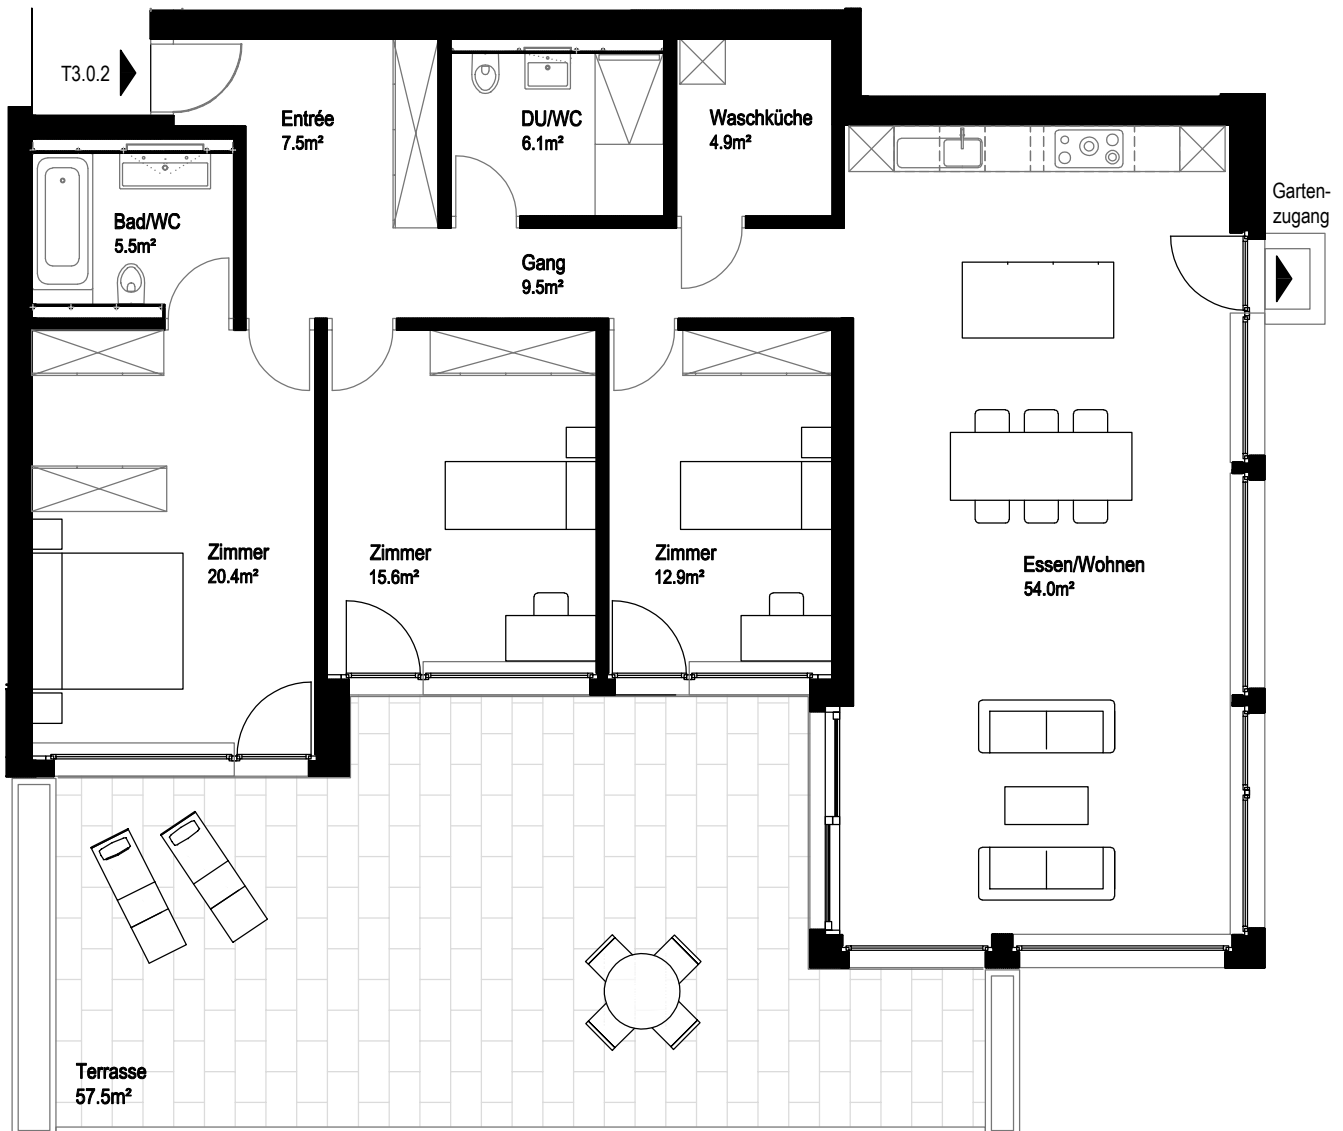 T3.0.2
Entrée
7.5m²
DU/WC
6.1m²
Waschküche
4.9m²
Garten-
zugang
Bad/WC
5.5m²
Gang
9.5m²
Zimmer
20.4m²
Zimmer
15.6m²
Zimmer
12.9m²
Essen/Wohnen
54.0m²
Terrasse
57.5m²